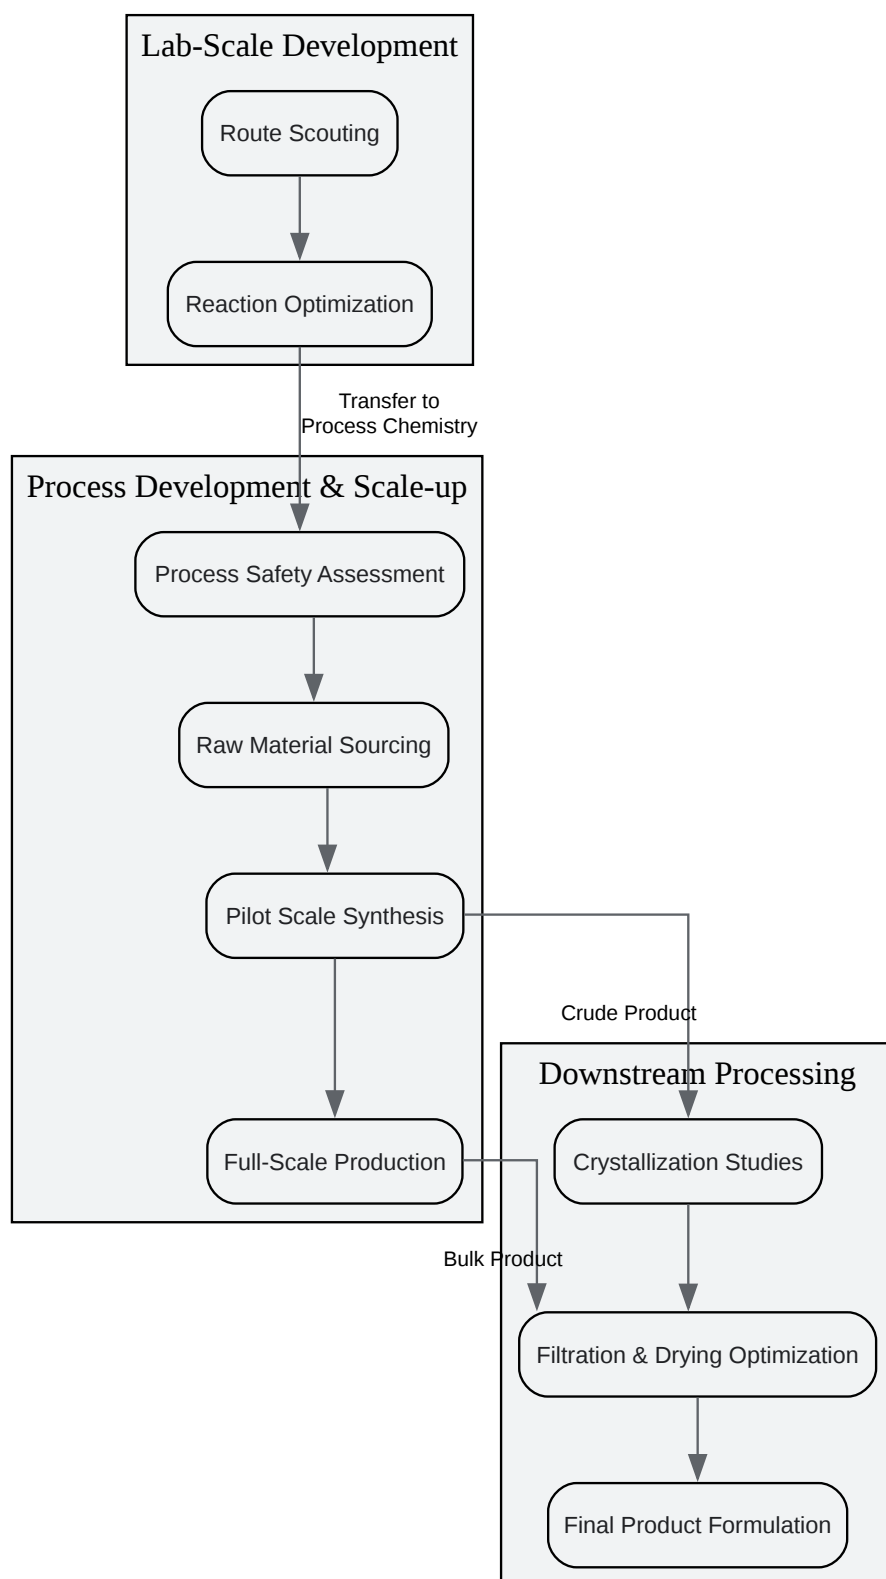 Lab-Scale Development
Route Scouting
Reaction Optimization
Transfer to
Process Chemistry
Process Development & Scale-up
Process Safety Assessment
Raw Material Sourcing
Pilot Scale Synthesis
Crude Product
Downstream Processing
Full-Scale Production
Crystallization Studies
Bulk Product
Filtration & Drying Optimization
Final Product Formulation